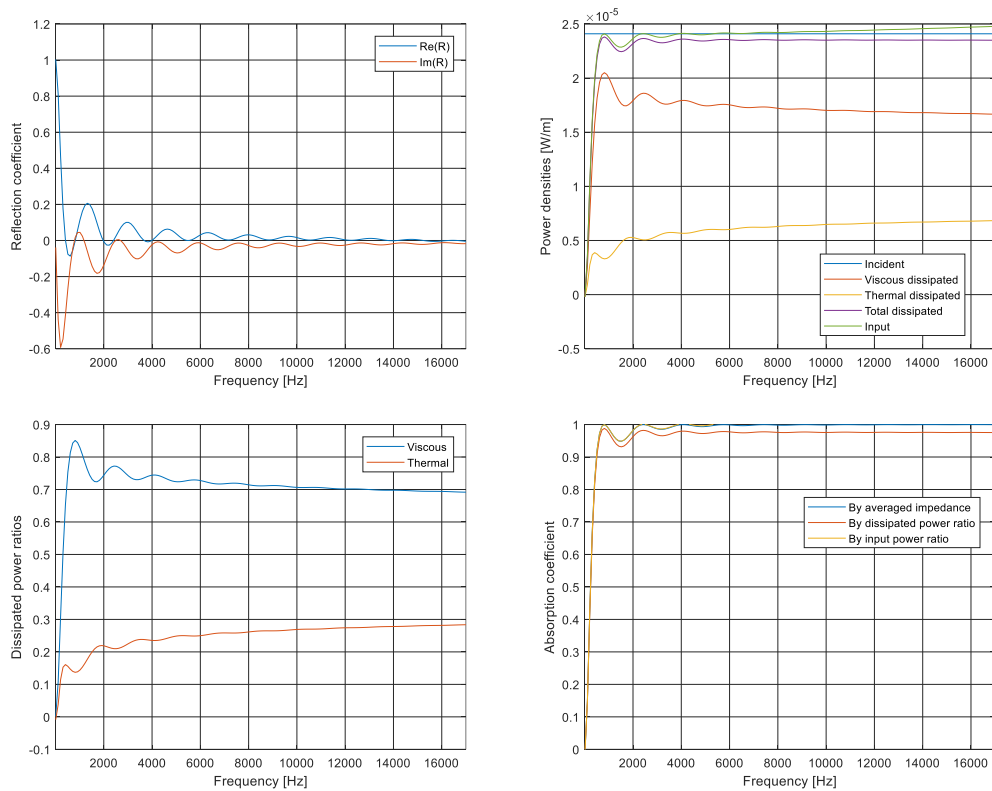 1.2
1
0.8
0.6
0.4
0.2
0
-0.2
-0.4
-0.6
2000 4000 6000 8000 10000 12000 14000 16000
Frequency [Hz]
Reflection coefficient
Re(R)
Im(R)
×10⁻⁵
2.5
2
1.5
1
0.5
0
-0.5
2000 4000 6000 8000 10000 12000 14000 16000
Frequency [Hz]
Power densities [W/m]
Incident
Viscous dissipated
Thermal dissipated
Total dissipated
Input
0.9
0.8
0.7
0.6
0.5
0.4
0.3
0.2
0.1
0
-0.1
2000 4000 6000 8000 10000 12000 14000 16000
Frequency [Hz]
Dissipated power ratios
Viscous
Thermal
1
0.9
0.8
0.7
0.6
0.5
0.4
0.3
0.2
0.1
0
2000 4000 6000 8000 10000 12000 14000 16000
Frequency [Hz]
Absorption coefficient
By averaged impedance
By dissipated power ratio
By input power ratio